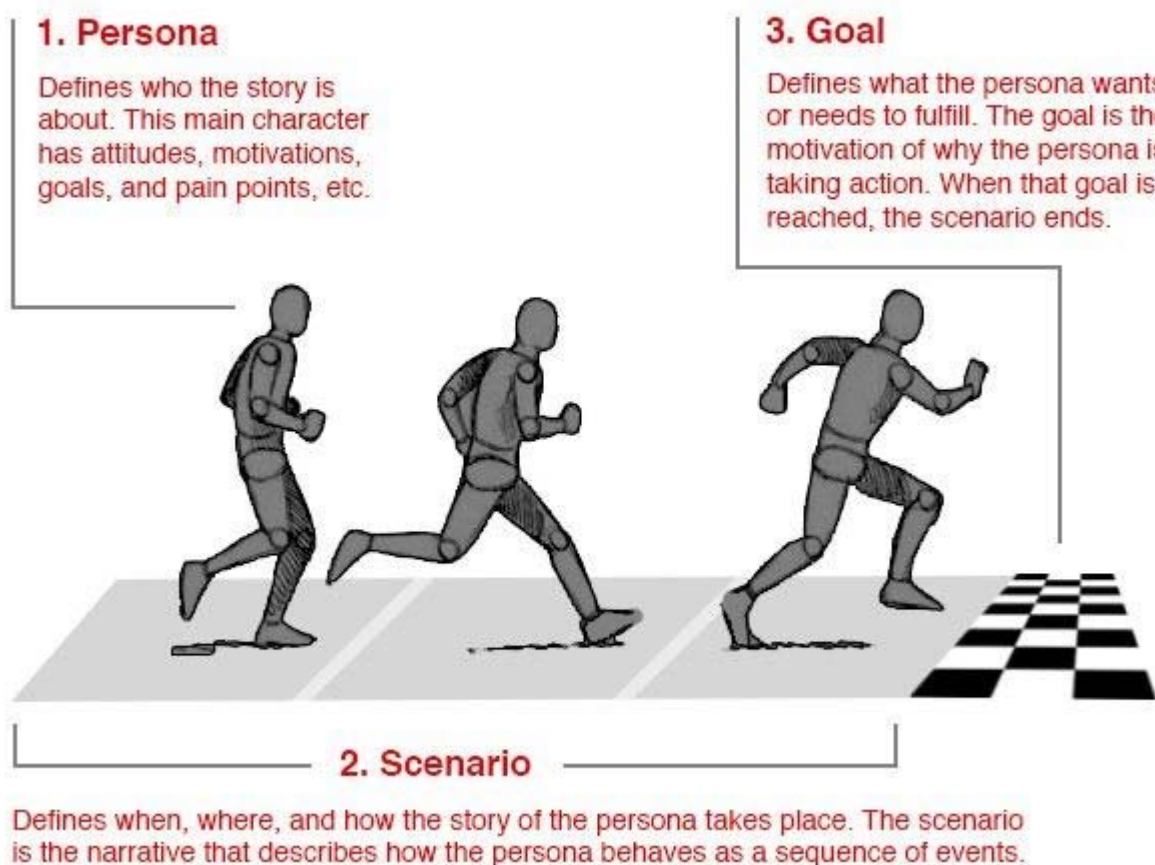 1. Persona
Defines who the story is
about. This main character
has attitudes, motivations,
goals, and pain points, etc.
3. Goal
Defines what the persona wants
or needs to fulfill. The goal is the
motivation of why the persona is
taking action. When that goal is
reached, the scenario ends.
2. Scenario
Defines when, where, and how the story of the persona takes place. The scenario
is the narrative that describes how the persona behaves as a sequence of events.